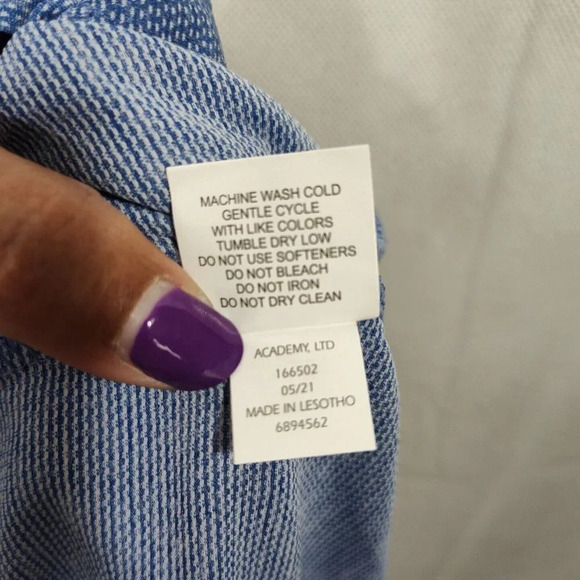 MACHINE WASH COLD
GENTLE CYCLE
WITH LIKE COLORS
TUMBLE DRY LOW
DO NOT USE SOFTENERS
DO NOT BLEACH
DO NOT IRON
DO NOT DRY CLEAN
ACADEMY, LTD
166502
05/21
MADE IN LESOTHO
6894562